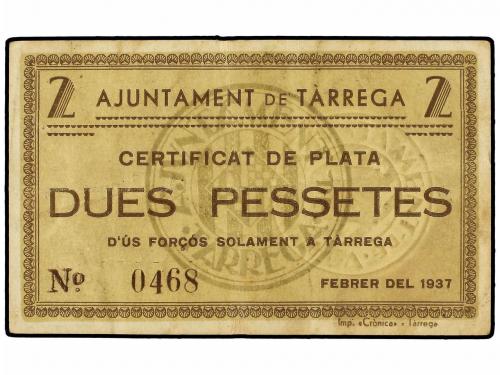 2 AJUNTAMENT DE TÀRREGA 2
CERTIFICAT DE PLATA
DUES PESSETES
D'ÚS FORÇÓS SOLAMENT A TÀRREGA
Nº 0468 FEBRER DEL 1937
Imp. «Crònica» - Tàrrega